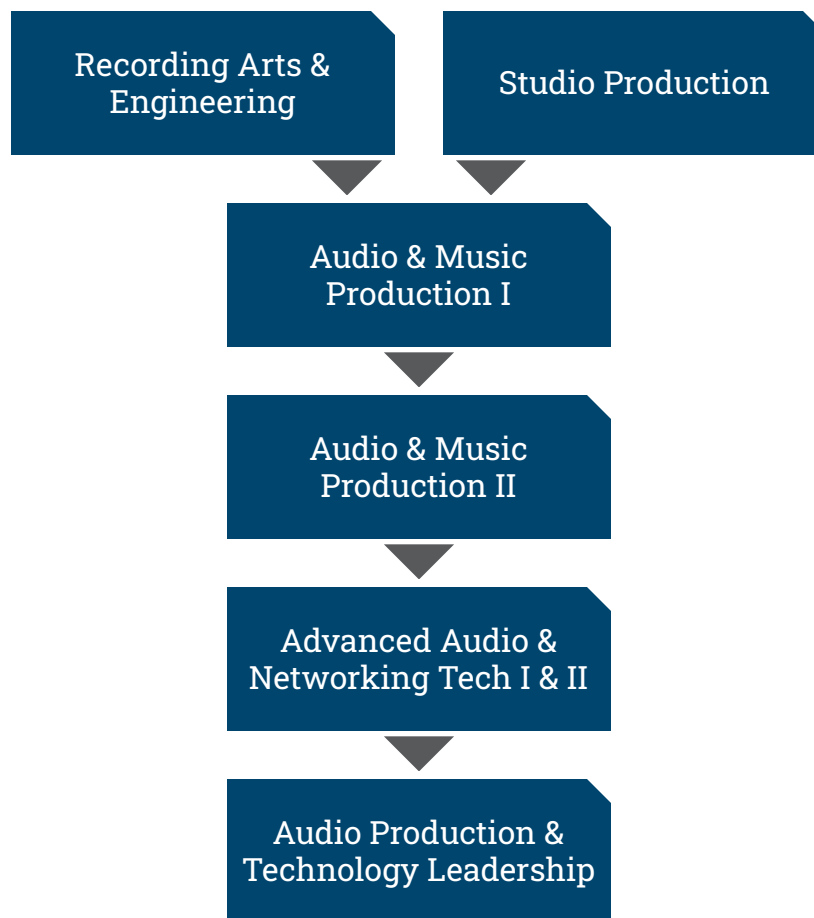 Recording Arts &
Engineering
Studio Production
Audio & Music
Production I
Audio & Music
Production II
Advanced Audio &
Networking Tech I & II
Audio Production &
Technology Leadership